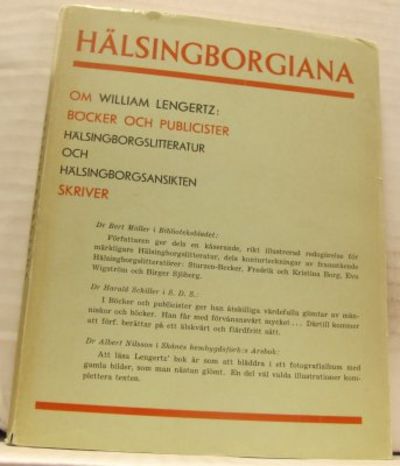 HÄLSINGBORGIANA
OM WILLIAM LENGERTZ:
BÖCKER OCH PUBLICISTER
HÄLSINGBORGSLITTERATUR
OCH
HÄLSINGBORGSANSIKTEN
SKRIVER
Dr Bert Möller i Biblioteksbladet:
Författaren ger dels en kåserande, rikt illustrerad redogörelse för
märkligare Hälsingborgslitteratur, dels konturteckningar av framstående
Hälsingborgslitteratörer: Sturzen-Becker, Fredrik och Kristina Borg, Eva
Wigström och Birger Sjöberg.
Dr Harald Schiller i S. D. S.:
I Böcker och publicister ger han åtskilliga värdefulla glimtar av män-
niskor och böcker. Han får med förvånansvärt mycket ... Därtill kommer
att förf. berättar på ett älskvärt och flärdfritt sätt.
Dr Albert Nilsson i Skånes hembygdsförb:s Årsbok:
Att läsa Lengertz' bok är som att bläddra i ett fotografialbum med
gamla bilder, som man nästan glömt. En del väl valda illustrationer kom-
plettera texten.